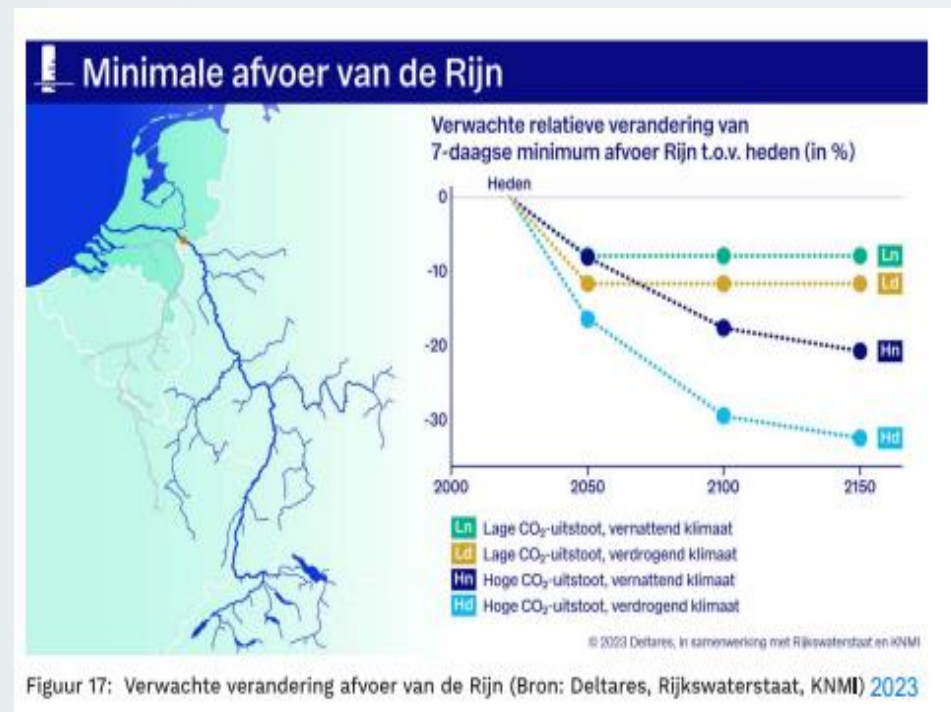 Minimale afvoer van de Rijn
Verwachte relatieve verandering van
7-daagse minimum afvoer Rijn t.o.v. heden (in %)
Heden
0
-10
-20
-30
Ln
Ld
Hn
Hd
2000 2050 2100 2150
Ln Lage CO₂-uitstoot, vernattend klimaat
Ld Lage CO₂-uitstoot, verdrogend klimaat
Hn Hoge CO₂-uitstoot, vernattend klimaat
Hd Hoge CO₂-uitstoot, verdrogend klimaat
© 2023 Deltares, in samenwerking met Rijkswaterstaat en KNMI
Figuur 17: Verwachte verandering afvoer van de Rijn (Bron: Deltares, Rijkswaterstaat, KNMI) 2023